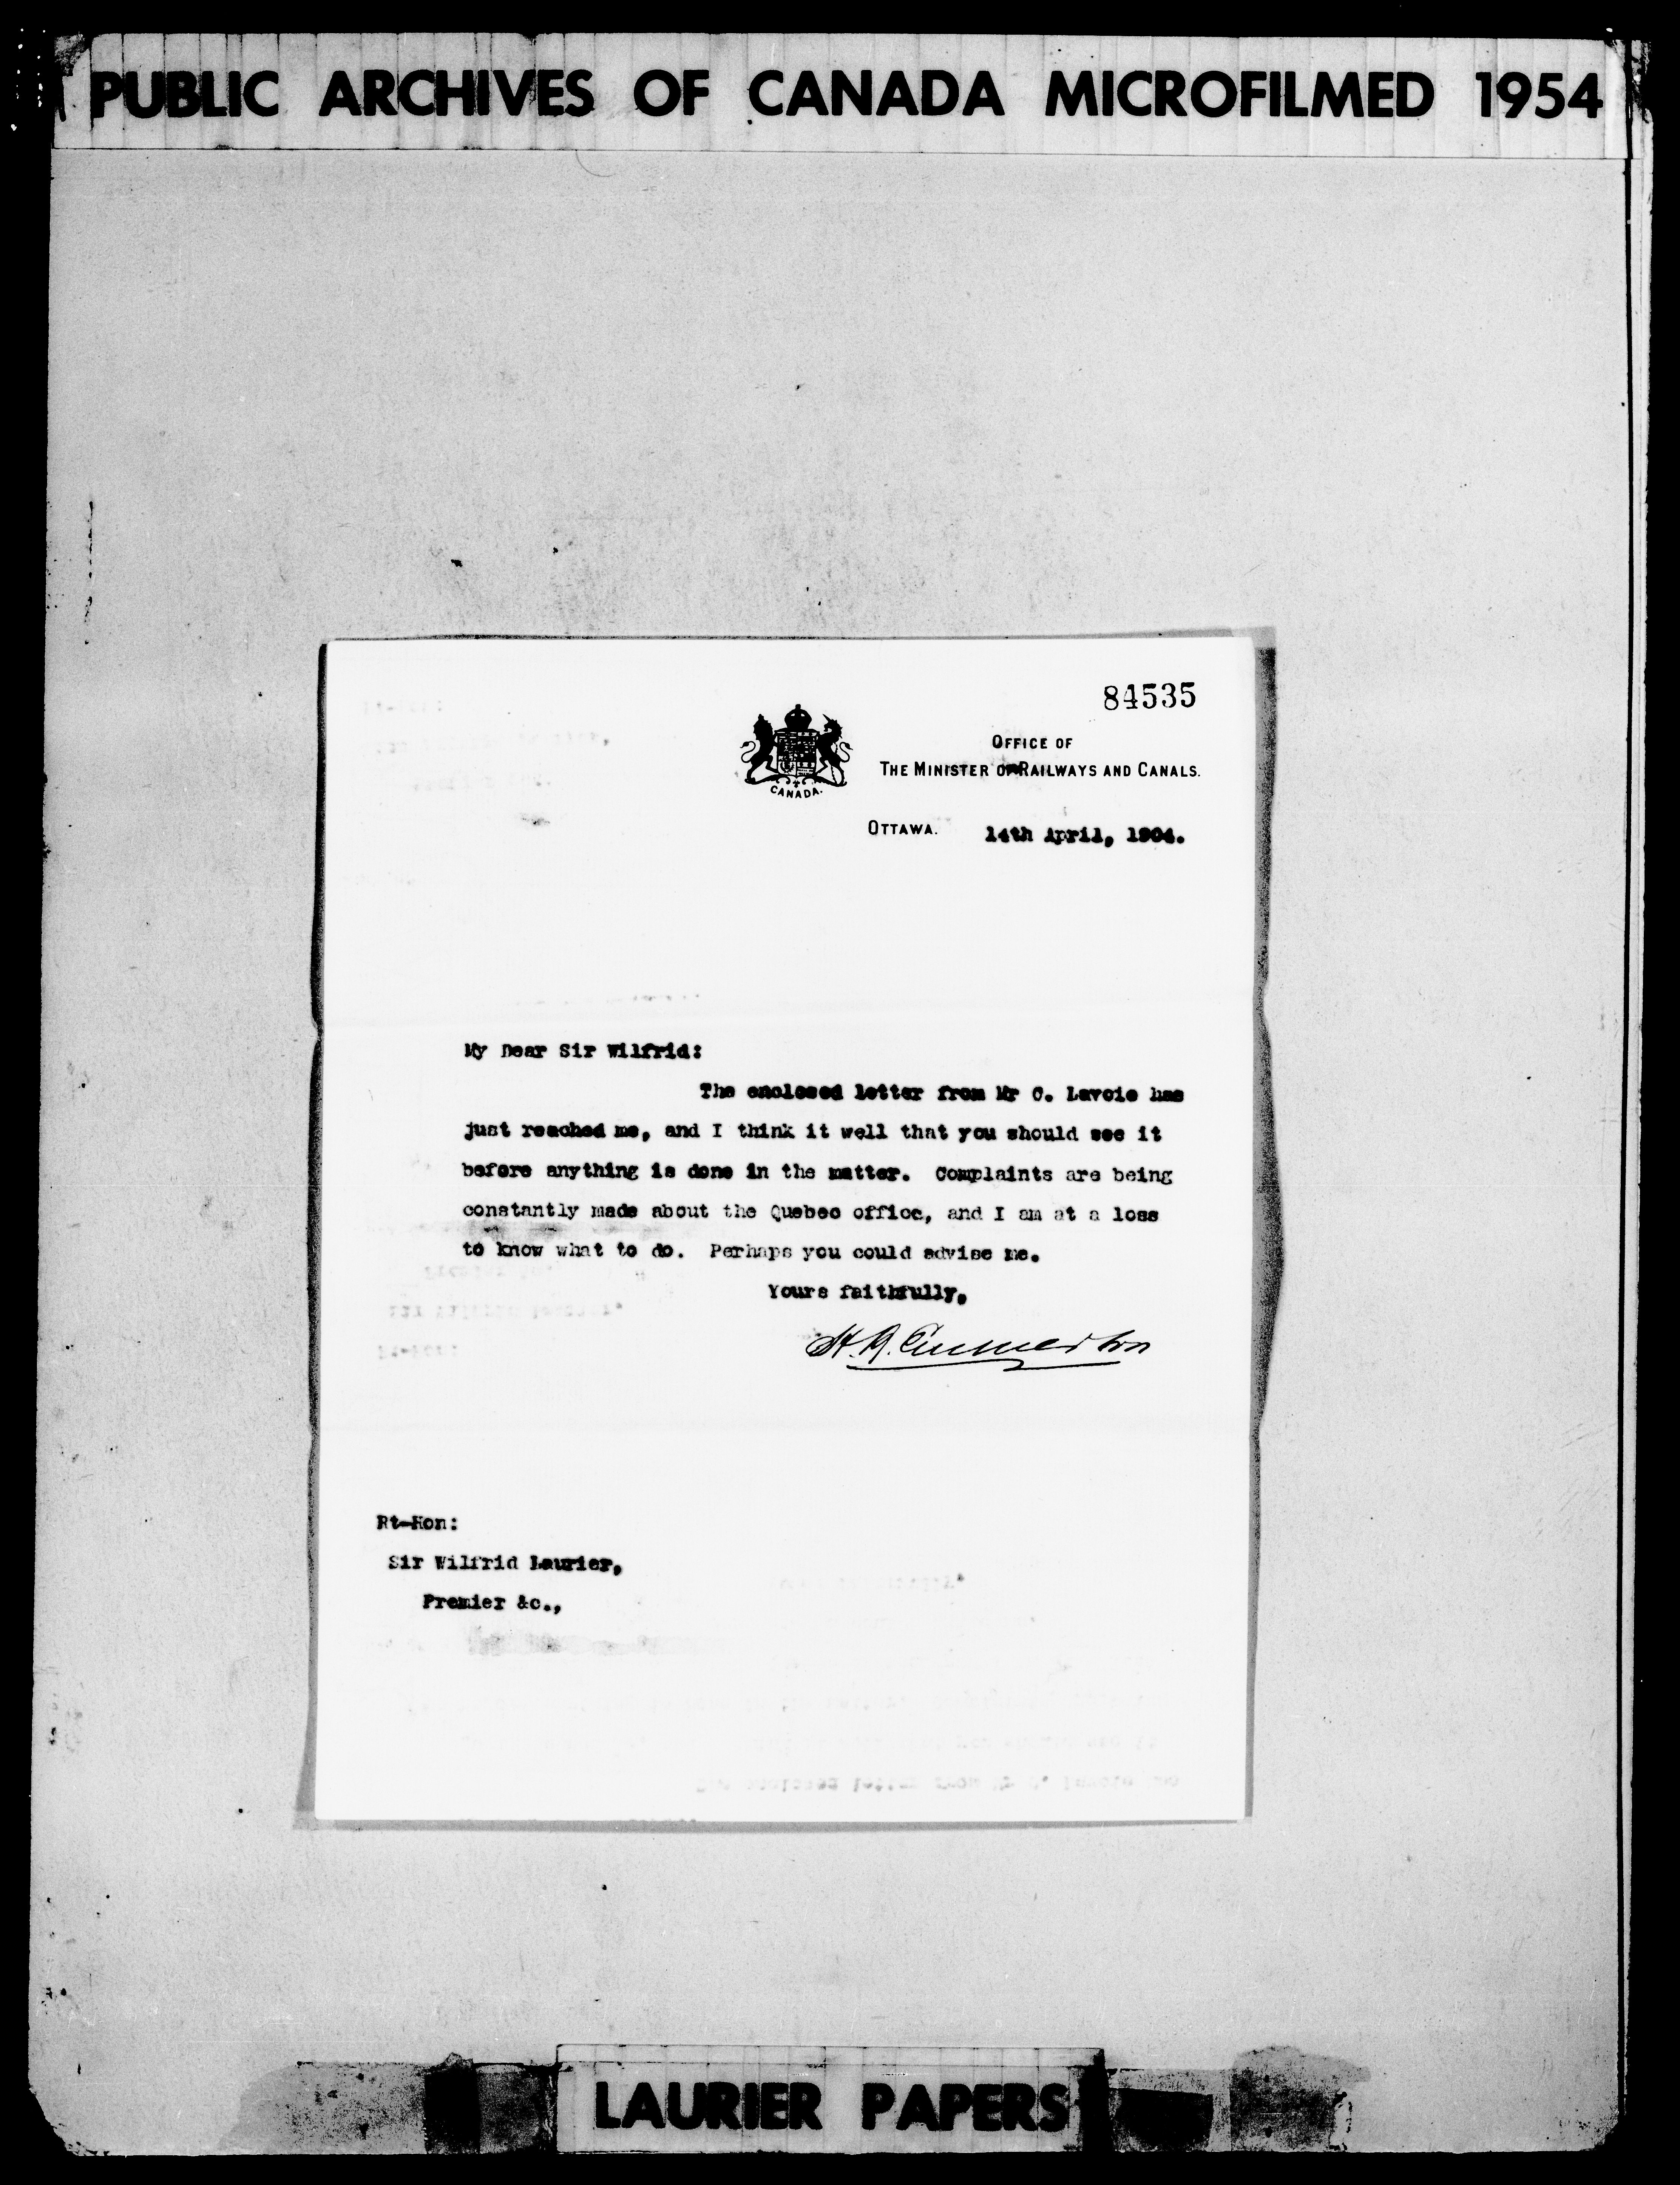 PUBLIC ARCHIVES OF CANADA MICROFILMED 1954
84535
OFFICE OF
THE MINISTER OF RAILWAYS AND CANALS.
CANADA.
OTTAWA. 14th April, 1904.
My Dear Sir Wilfrid:
The enclosed letter from Mr C. Lavoie has
just reached me, and I think it well that you should see it
before anything is done in the matter. Complaints are being
constantly made about the Quebec office, and I am at a loss
to know what to do. Perhaps you could advise me.
Yours faithfully,
H. R. Emmerson
Rt-Hon:
Sir Wilfrid Laurier,
Premier &c.,
LAURIER PAPERS